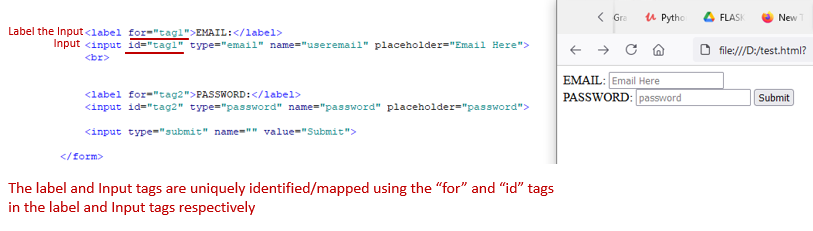 Label the Input <label for="tag1">EMAIL:</label>
Input <input id="tag1" type="email" name="useremail" placeholder="Email Here">
<br>
<label for="tag2">PASSWORD:</label>
<input id="tag2" type="password" name="password" placeholder="password">
<input type="submit" name="" value="Submit">
</form>
Gra Pytho FLASK New T
file:///D:/test.html?
EMAIL: Email Here
PASSWORD: password Submit
The label and Input tags are uniquely identified/mapped using the “for” and “id” tags
in the label and Input tags respectively